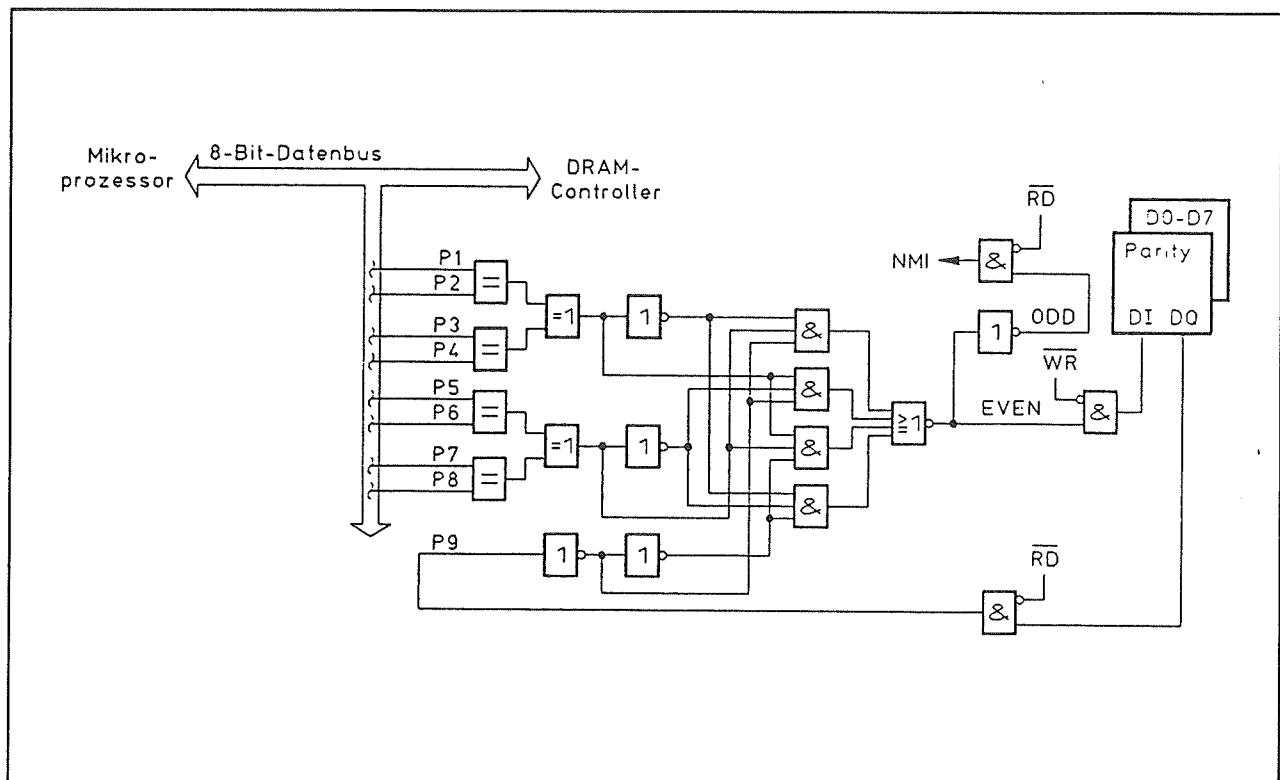 8-Bit-Datenbus
Mikro-
prozessor
DRAM-
Controller
RD
D0-D7
Parity
DI DQ
NMI
&
P1
P2
=
=1
1
P3
P4
=
&
1
ODD
WR
P5
P6
=
&
≥1
EVEN
&
P7
P8
=
=1
1
&
&
P9
1
1
RD
&